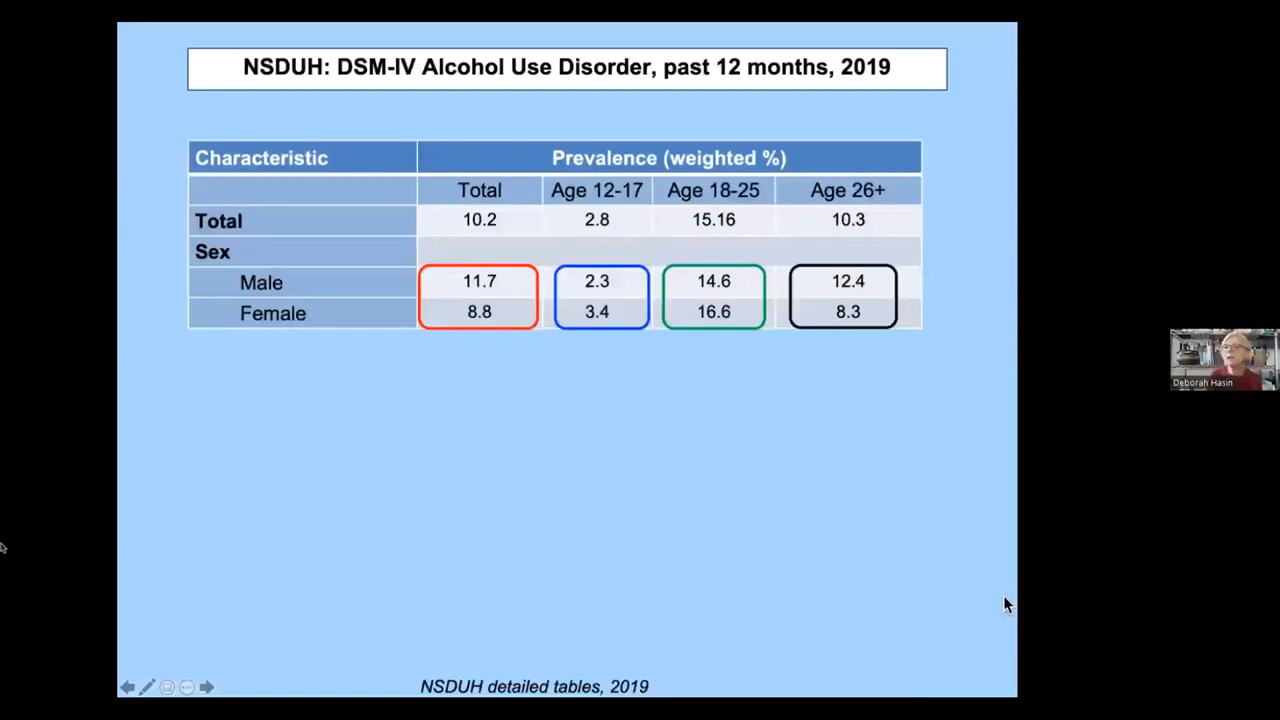 NSDUH: DSM-IV Alcohol Use Disorder, past 12 months, 2019
Characteristic Prevalence (weighted %)
Total Age 12-17 Age 18-25 Age 26+
Total 10.2 2.8 15.16 10.3
Sex
Male 11.7 2.3 14.6 12.4
Female 8.8 3.4 16.6 8.3
Deborah Hasin
NSDUH detailed tables, 2019